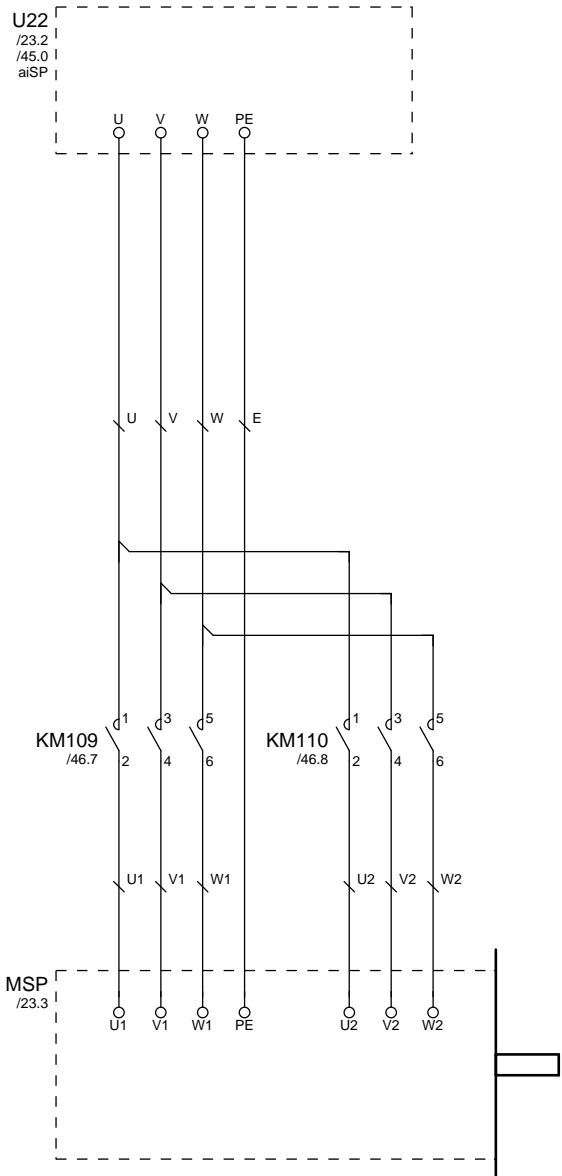 U22
/23.2
/45.0
aiSP
U V W PE
U V W E
1 3 5 1 3 5
KM109 KM110
/46.7 /46.8
2 4 6 2 4 6
U1 V1 W1 U2 V2 W2
MSP
/23.3
U1 V1 W1 PE U2 V2 W2